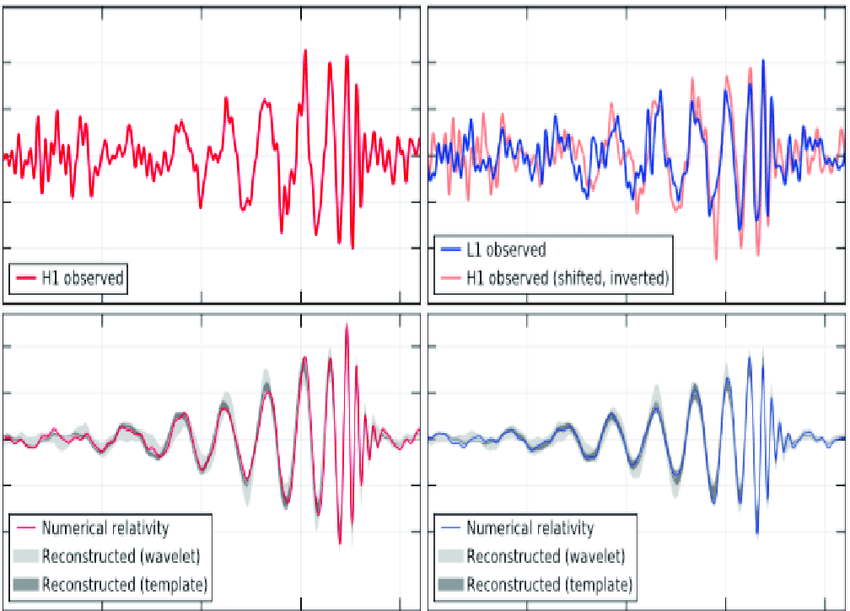 H1 observed
L1 observed
H1 observed (shifted, inverted)
Numerical relativity
Reconstructed (wavelet)
Reconstructed (template)
Numerical relativity
Reconstructed (wavelet)
Reconstructed (template)